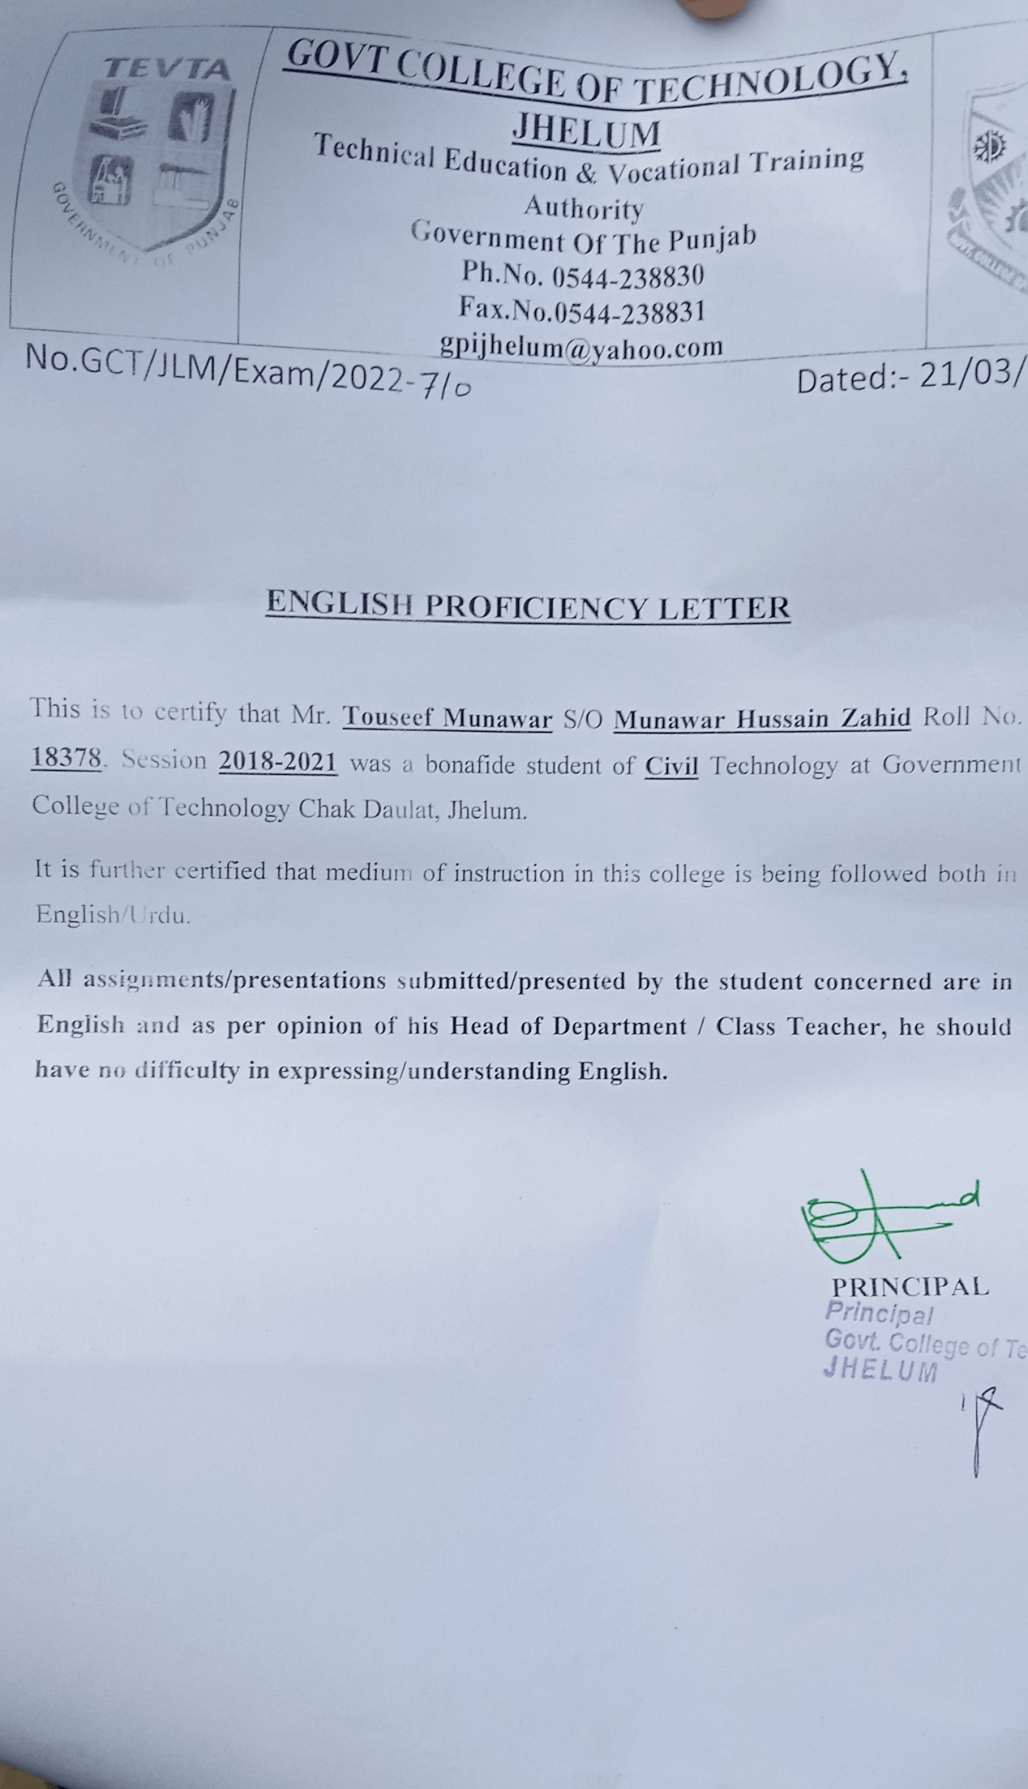 TEVTA
GOVERNMENT OF PUNJAB
GOVT COLLEGE OF TECHNOLOGY,
JHELUM
Technical Education & Vocational Training
Authority
Government Of The Punjab
Ph.No. 0544-238830
Fax.No.0544-238831
gpijhelum@yahoo.com
No.GCT/JLM/Exam/2022-710
Dated:- 21/03/
ENGLISH PROFICIENCY LETTER
This is to certify that Mr. Touseef Munawar S/O Munawar Hussain Zahid Roll No.
18378. Session 2018-2021 was a bonafide student of Civil Technology at Government
College of Technology Chak Daulat, Jhelum.
It is further certified that medium of instruction in this college is being followed both in
English/Urdu.
All assignments/presentations submitted/presented by the student concerned are in
English and as per opinion of his Head of Department / Class Teacher, he should
have no difficulty in expressing/understanding English.
PRINCIPAL
Principal
Govt. College of Te
JHELUM